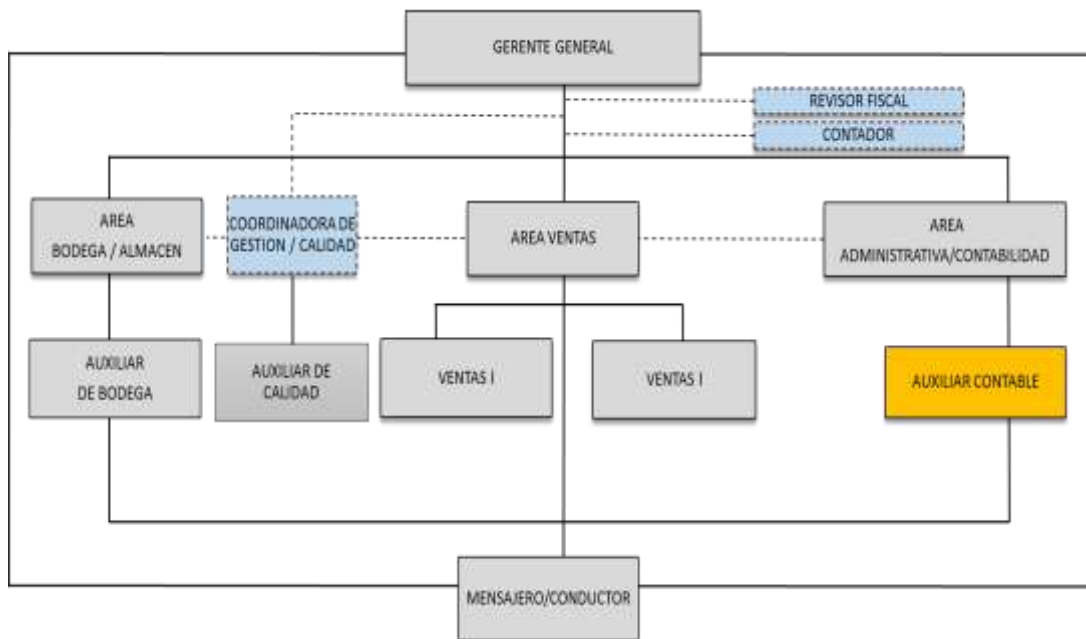 GERENTE GENERAL
REVISOR FISCAL
CONTADOR
AREA
BODEGA / ALMACEN
COORDINADORA DE
GESTION / CALIDAD
AREA VENTAS
AREA
ADMINISTRATIVA/CONTABILIDAD
AUXILIAR
DE BODEGA
AUXILIAR DE
CALIDAD
VENTAS I
VENTAS I
AUXILIAR CONTABLE
MENSAJERO/CONDUCTOR